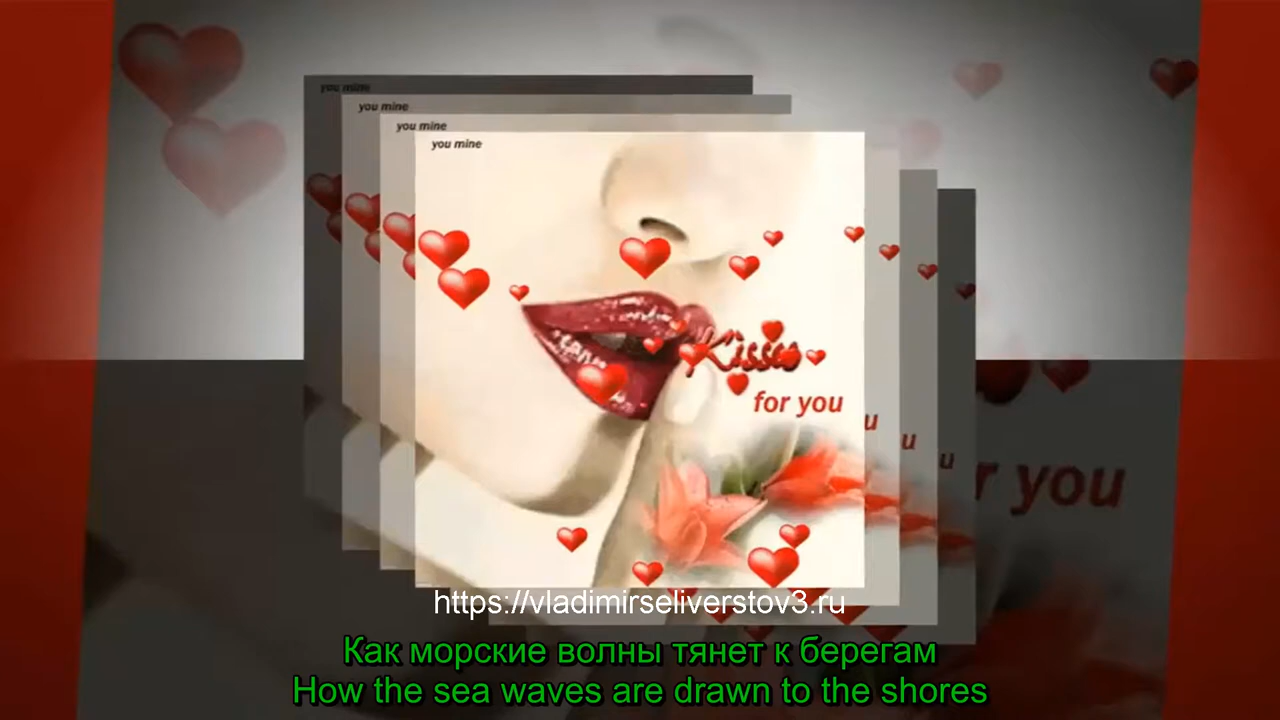 you mine
you mine
you mine
you mine
Kisses
for you
u
u
u
r you
https://vladimirseliverstov3.ru
Как морские волны тянет к берегам
How the sea waves are drawn to the shores